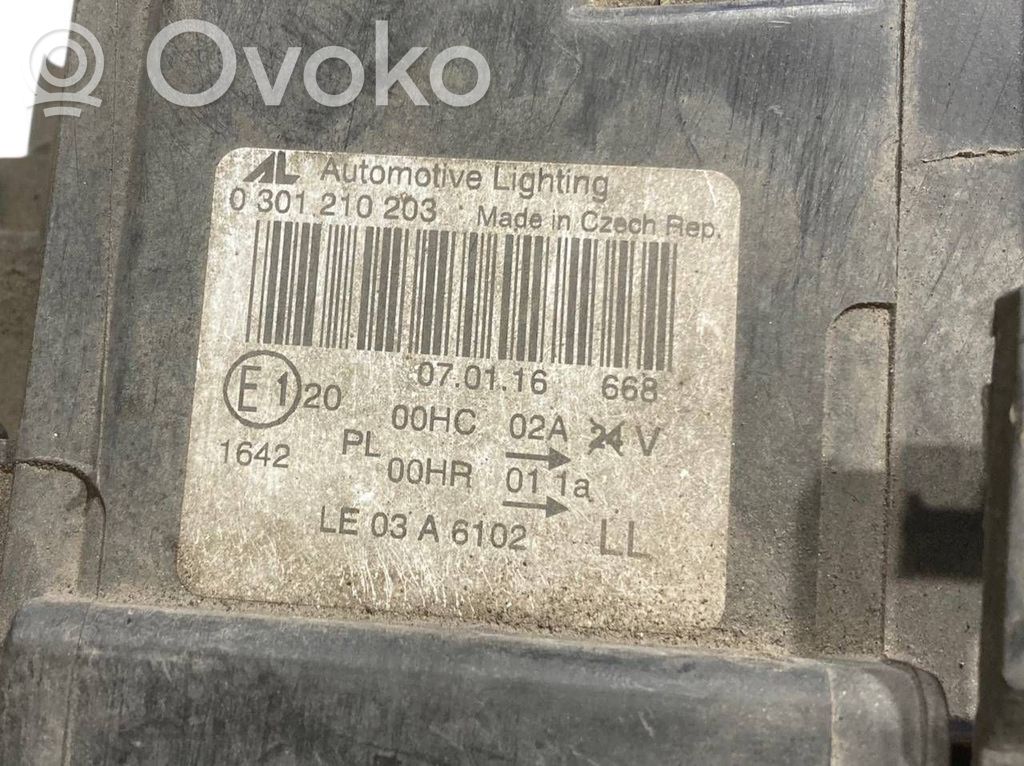 Ovoko
AL Automotive Lighting
0 301 210 203 Made in Czech Rep.
07.01.16 668
E1 20 00HC 02A 24 V
1642 PL 00HR 01 1a
LE 03 A 6102 LL